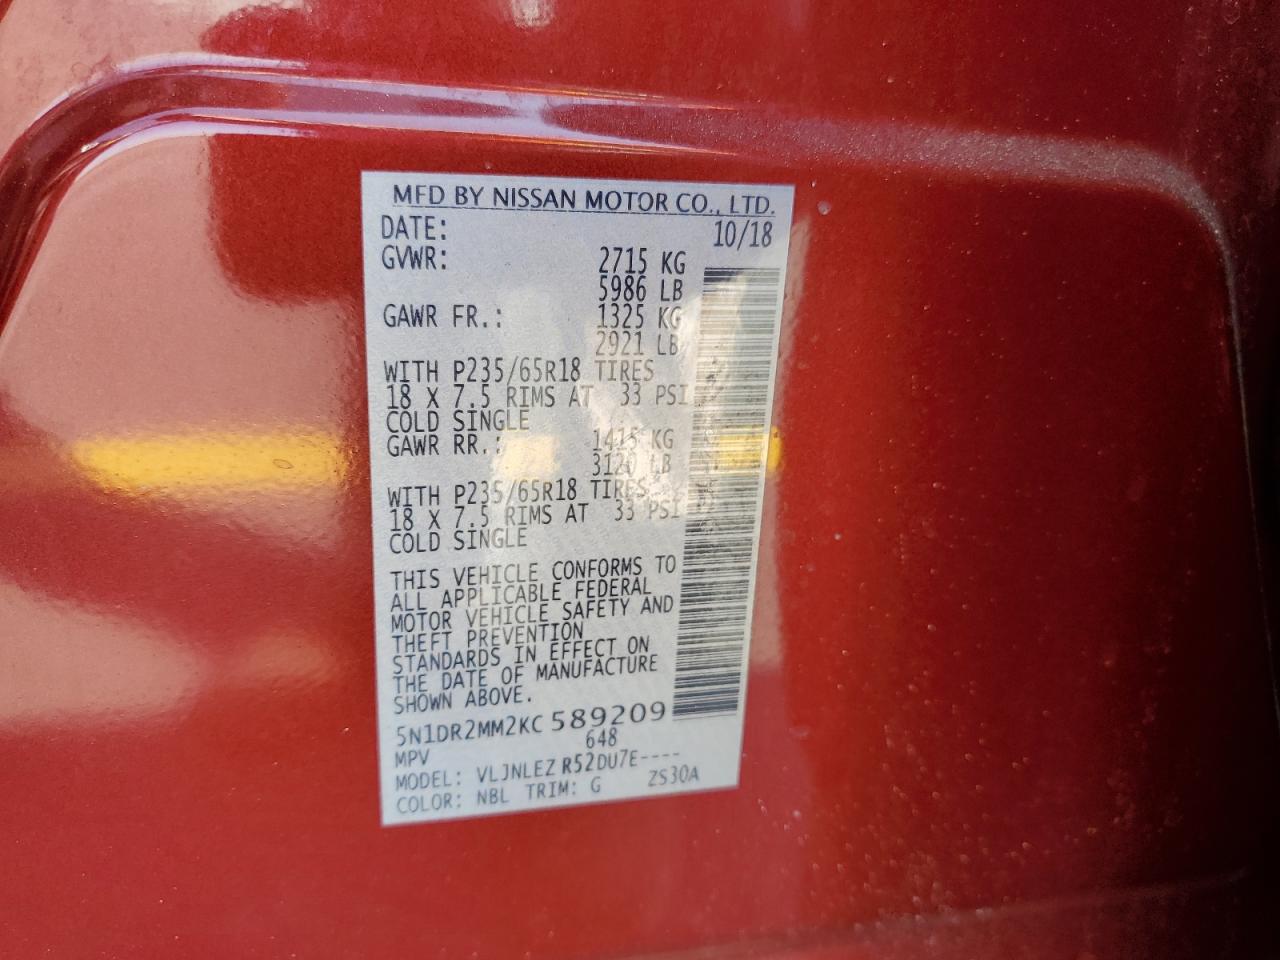 MFD BY NISSAN MOTOR CO., LTD.
DATE: 10/18
GVWR: 2715 KG
5986 LB
GAWR FR.: 1325 KG
2921 LB
WITH P235/65R18 TIRES
18 X 7.5 RIMS AT 33 PSI
COLD SINGLE
GAWR RR.: 1415 KG
3120 LB
WITH P235/65R18 TIRES
18 X 7.5 RIMS AT 33 PSI
COLD SINGLE
THIS VEHICLE CONFORMS TO
ALL APPLICABLE FEDERAL
MOTOR VEHICLE SAFETY AND
THEFT PREVENTION
STANDARDS IN EFFECT ON
THE DATE OF MANUFACTURE
SHOWN ABOVE.
5N1DR2MM2KC589209
MPV 648
MODEL: VLJNLEZ R52DU7E----
COLOR: NBL TRIM: G ZS30A